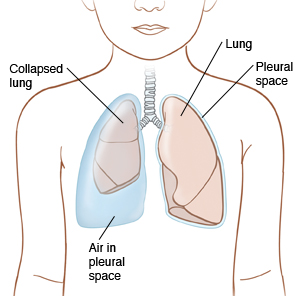 Collapsed
lung
Lung
Pleural
space
Air in
pleural
space